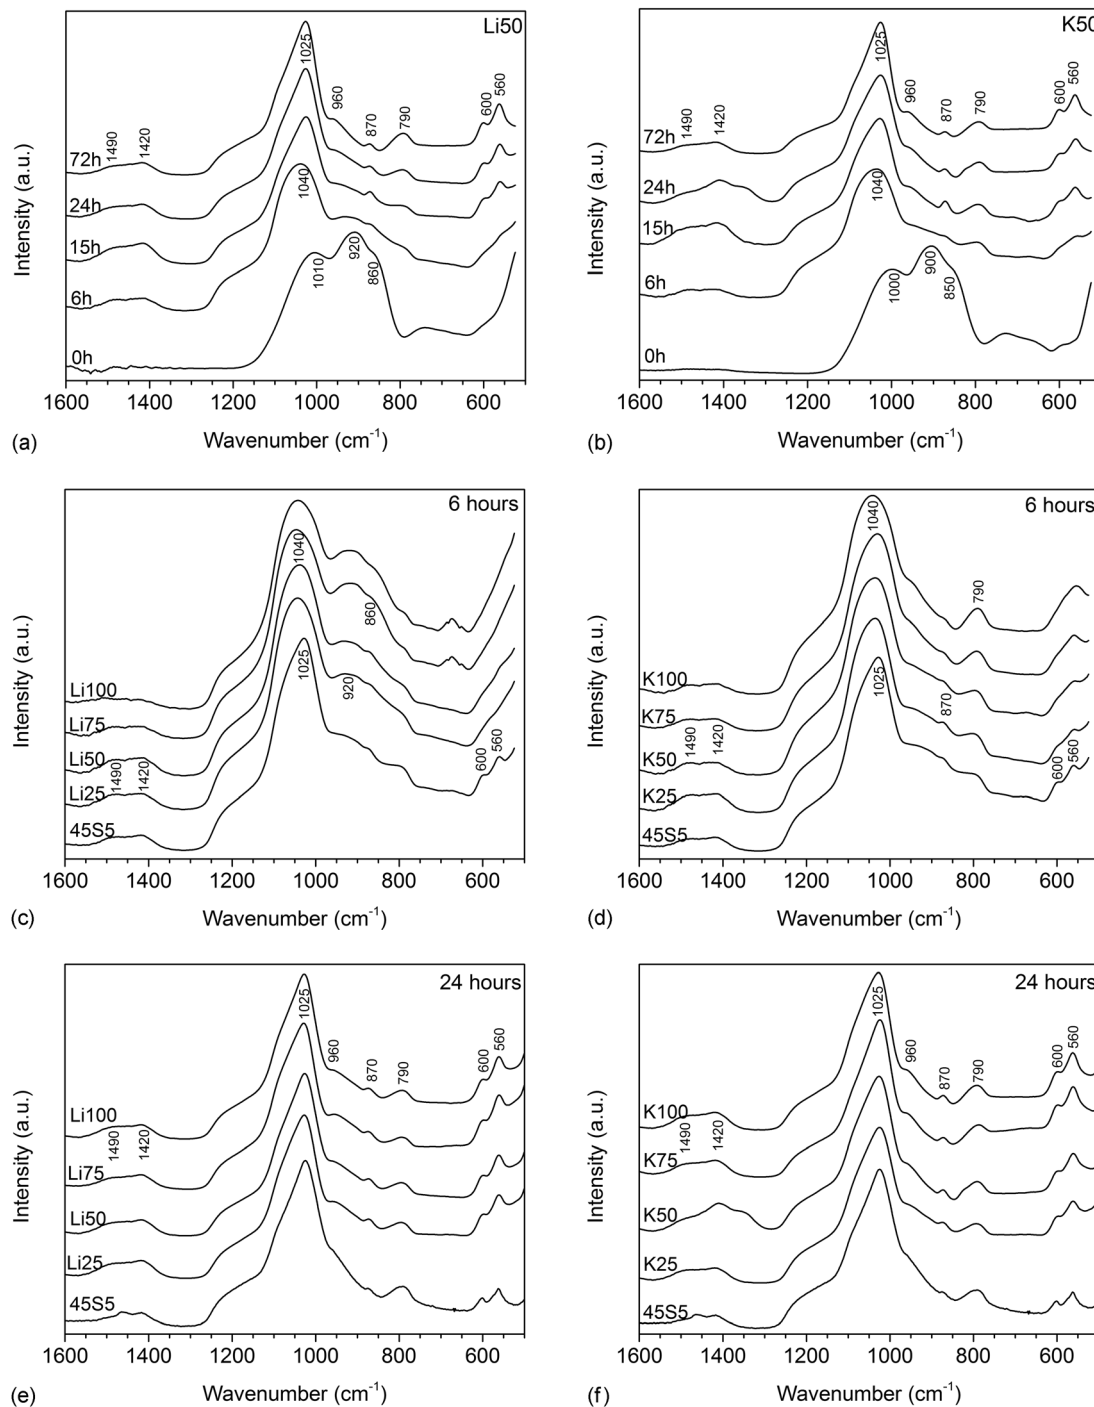 Li50
1025
960
870
790
600
560
1490
1420
72h
24h
15h
6h
0h
1040
1010
920
860
Intensity (a.u.)
1600 1400 1200 1000 800 600
Wavenumber (cm-1)
(a)
K50
1025
960
870
790
600
560
1490
1420
72h
24h
15h
6h
0h
1040
1000
900
850
Intensity (a.u.)
1600 1400 1200 1000 800 600
Wavenumber (cm-1)
(b)
6 hours
1040
860
1025
920
600
560
Li100
Li75
Li50
1490
1420
Li25
45S5
Intensity (a.u.)
1600 1400 1200 1000 800 600
Wavenumber (cm-1)
(c)
6 hours
1040
790
1025
870
600
560
K100
K75
1490
1420
K50
K25
45S5
Intensity (a.u.)
1600 1400 1200 1000 800 600
Wavenumber (cm-1)
(d)
24 hours
1025
960
870
790
600
560
Li100
1490
1420
Li75
Li50
Li25
45S5
Intensity (a.u.)
1600 1400 1200 1000 800 600
Wavenumber (cm-1)
(e)
24 hours
1025
960
870
790
600
560
K100
1490
1420
K75
K50
K25
45S5
Intensity (a.u.)
1600 1400 1200 1000 800 600
Wavenumber (cm-1)
(f)